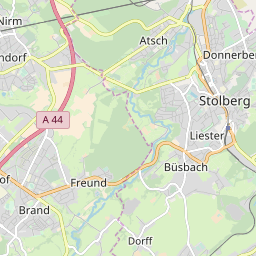 Nirm
Atsch
ndorf
Donnerbe
Stolberg
A 44
Liester
Büsbach
of
Freund
Brand
Dorff